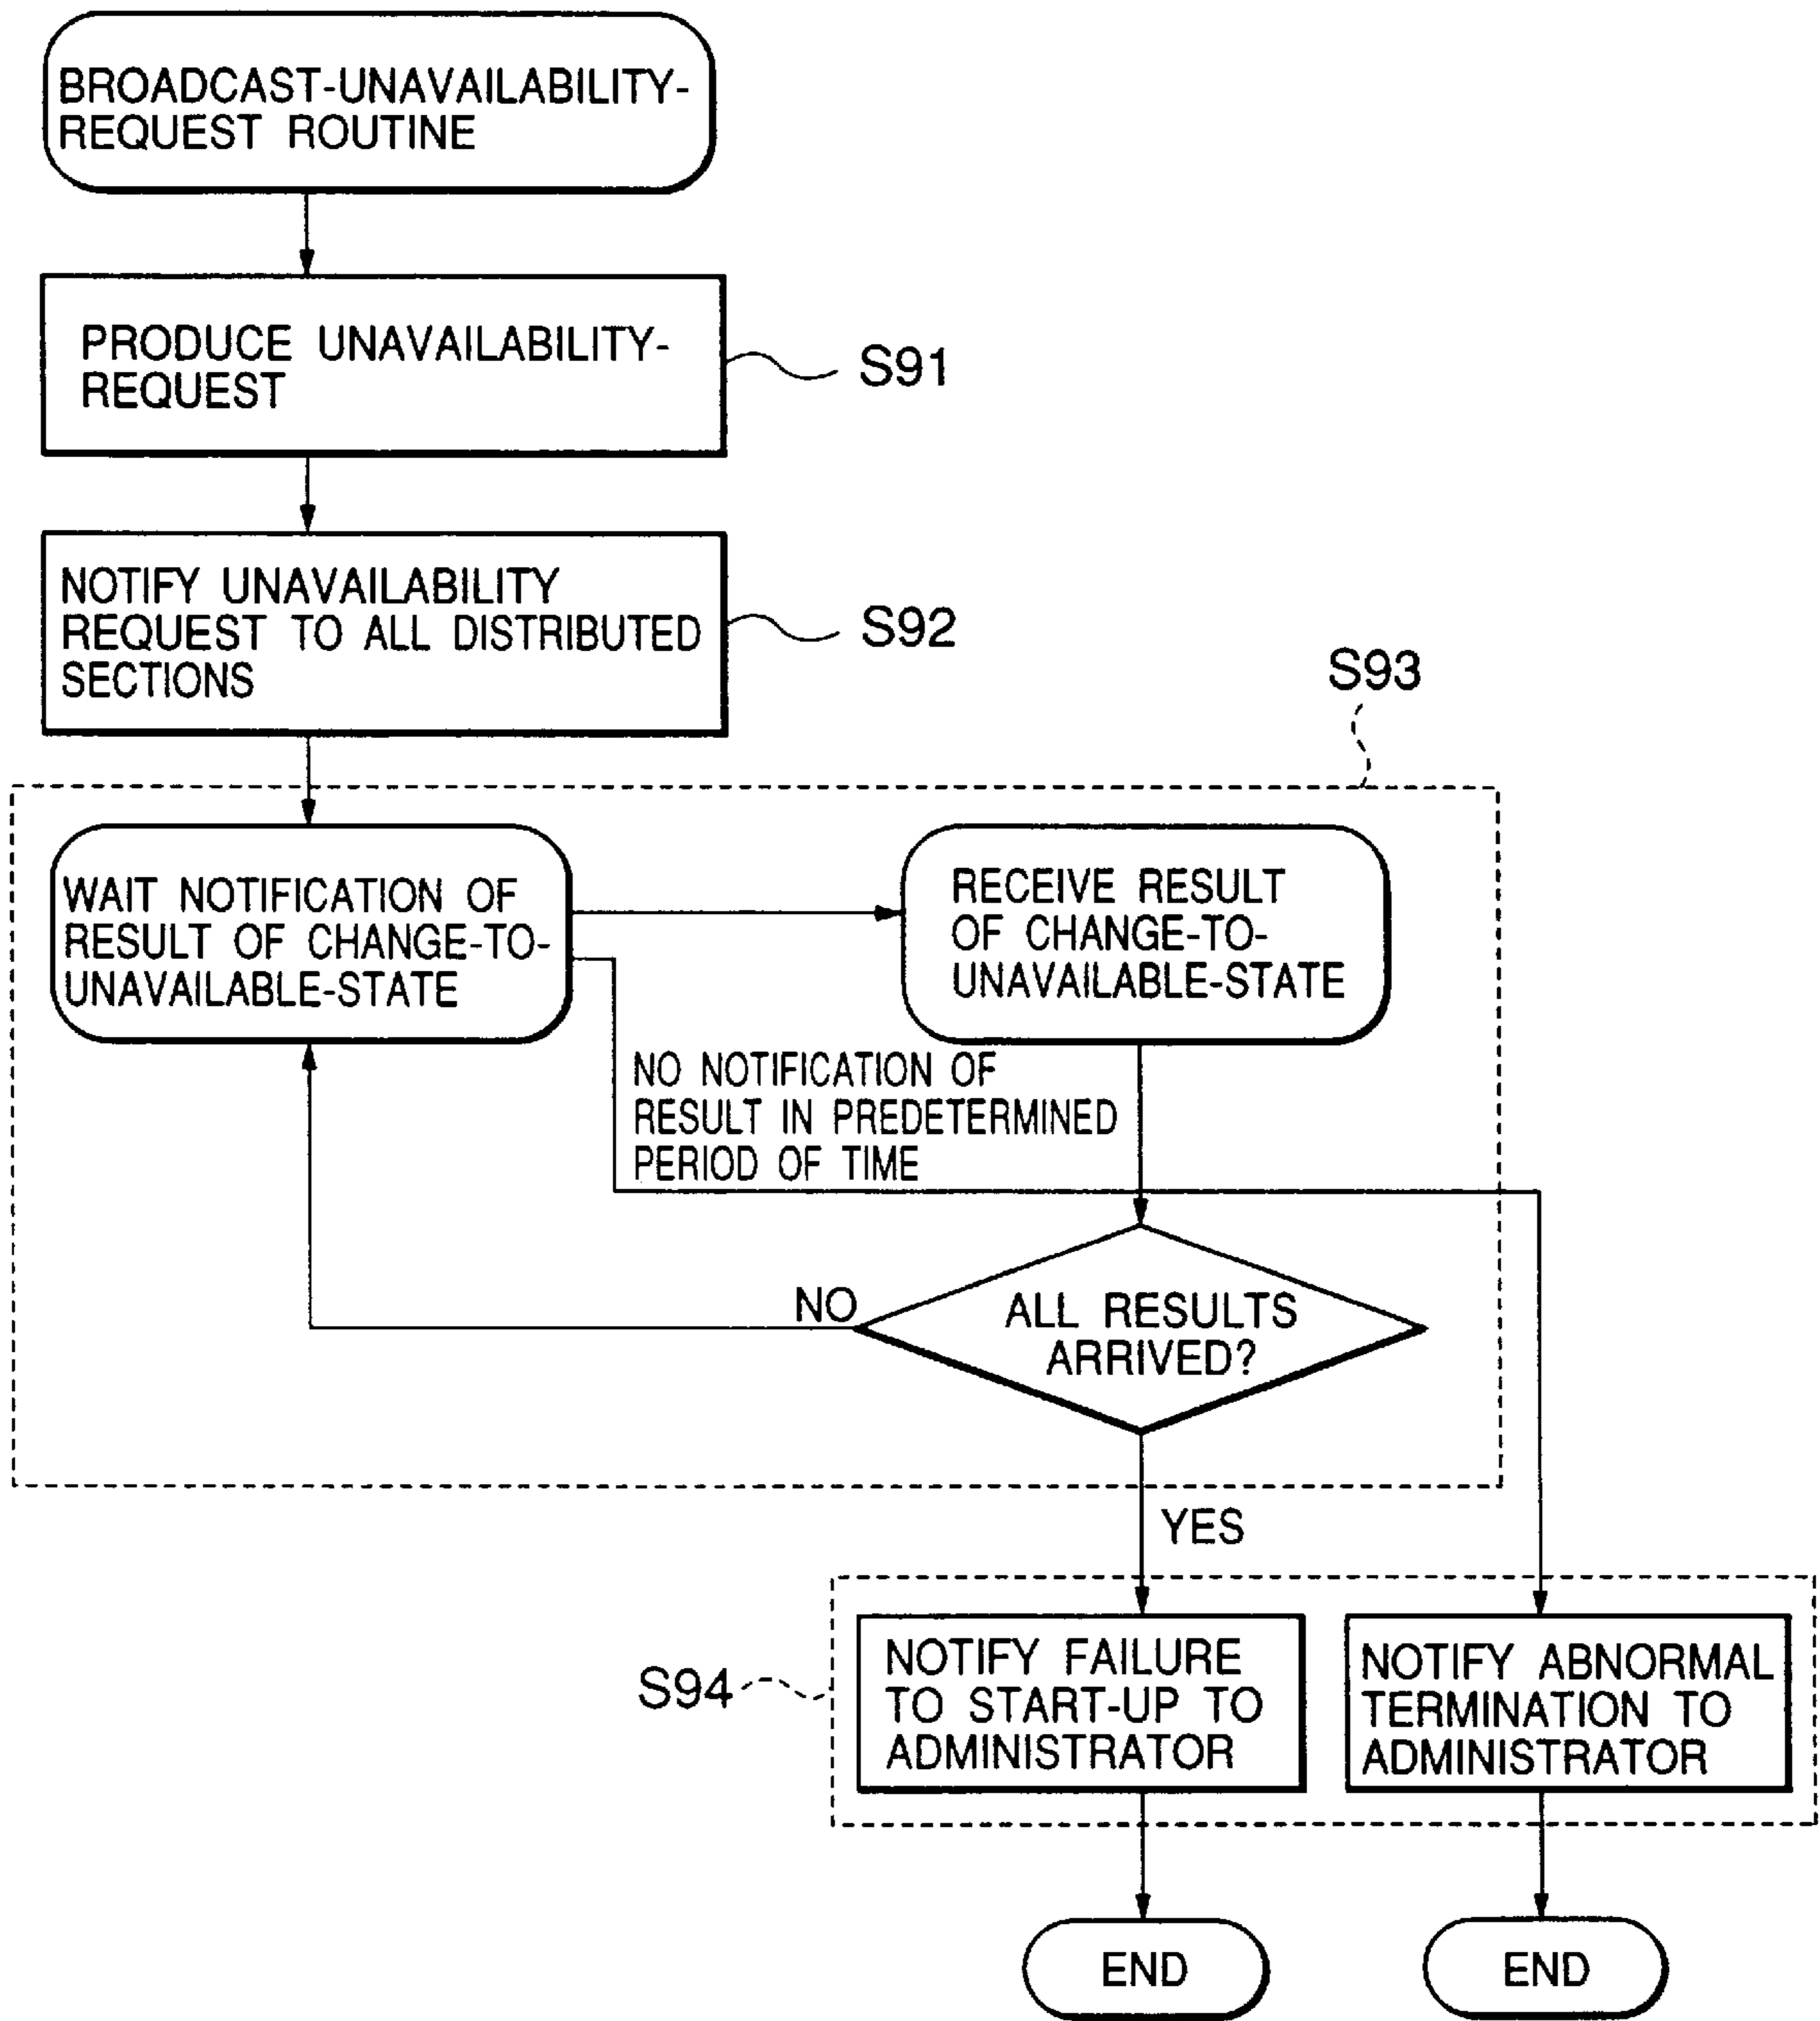 BROADCAST-UNAVAILABILITY-
REQUEST ROUTINE
PRODUCE UNAVAILABILITY-
REQUEST
S91
NOTIFY UNAVAILABILITY
REQUEST TO ALL DISTRIBUTED
SECTIONS
S92
S93
WAIT NOTIFICATION OF
RESULT OF CHANGE-TO-
UNAVAILABLE-STATE
RECEIVE RESULT
OF CHANGE-TO-
UNAVAILABLE-STATE
NO NOTIFICATION OF
RESULT IN PREDETERMINED
PERIOD OF TIME
NO
ALL RESULTS
ARRIVED?
YES
S94
NOTIFY FAILURE
TO START-UP TO
ADMINISTRATOR
NOTIFY ABNORMAL
TERMINATION TO
ADMINISTRATOR
END
END